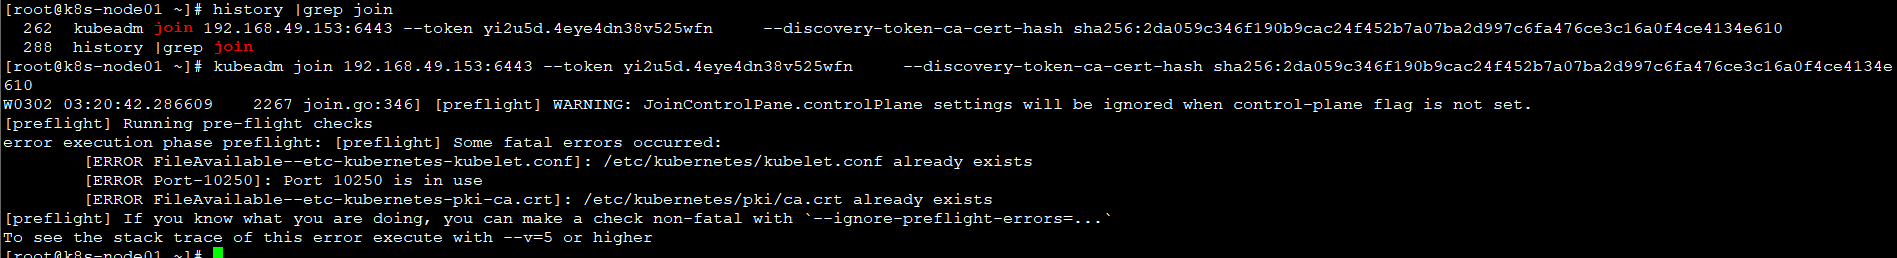 [root@k8s-node01 ~]# history |grep join
  262  kubeadm join 192.168.49.153:6443 --token yi2u5d.4eye4dn38v525wfn     --discovery-token-ca-cert-hash sha256:2da059c346f190b9cac24f452b7a07ba2d997c6fa476ce3c16a0f4ce4134e610
  288  history |grep join
[root@k8s-node01 ~]# kubeadm join 192.168.49.153:6443 --token yi2u5d.4eye4dn38v525wfn     --discovery-token-ca-cert-hash sha256:2da059c346f190b9cac24f452b7a07ba2d997c6fa476ce3c16a0f4ce4134e
610
W0302 03:20:42.286609    2267 join.go:346] [preflight] WARNING: JoinControlPane.controlPlane settings will be ignored when control-plane flag is not set.
[preflight] Running pre-flight checks
error execution phase preflight: [preflight] Some fatal errors occurred:
        [ERROR FileAvailable--etc-kubernetes-kubelet.conf]: /etc/kubernetes/kubelet.conf already exists
        [ERROR Port-10250]: Port 10250 is in use
        [ERROR FileAvailable--etc-kubernetes-pki-ca.crt]: /etc/kubernetes/pki/ca.crt already exists
[preflight] If you know what you are doing, you can make a check non-fatal with `--ignore-preflight-errors=...`
To see the stack trace of this error execute with --v=5 or higher
[root@k8s-node01 ~]#